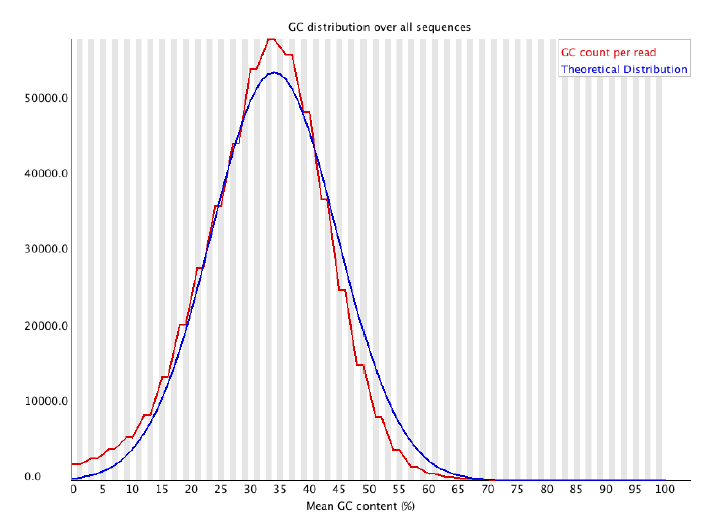 GC distribution over all sequences
GC count per read
Theoretical Distribution
50000.0
40000.0
30000.0
20000.0
10000.0
0.0
0 5 10 15 20 25 30 35 40 45 50 55 60 65 70 75 80 85 90 95 100
Mean GC content (%)